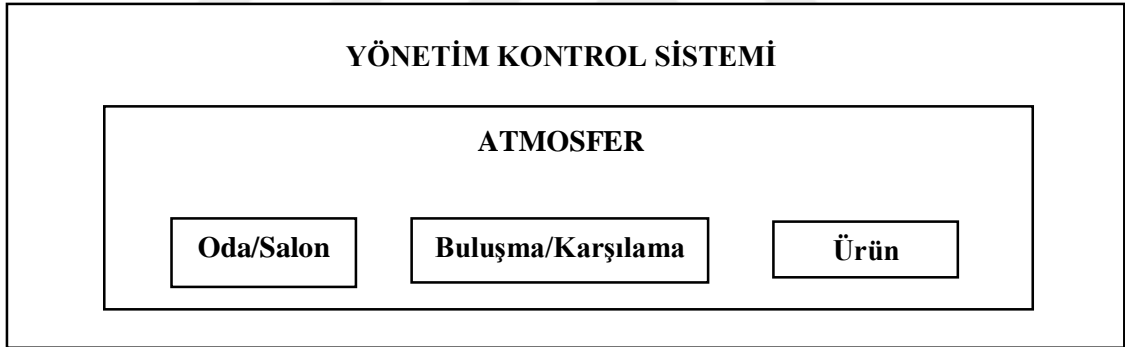 YÖNETİM KONTROL SİSTEMİ
ATMOSFER
Oda/Salon
Buluşma/Karşılama
Ürün